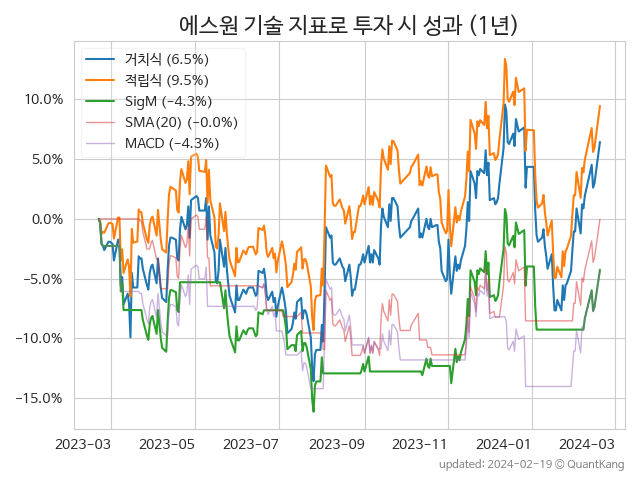 에스원 기술 지표로 투자 시 성과 (1년)
거치식 (6.5%)
적립식 (9.5%)
SigM (−4.3%)
SMA(20) (−0.0%)
MACD (−4.3%)
10.0%
5.0%
0.0%
−5.0%
−10.0%
−15.0%
2023-03 2023-05 2023-07 2023-09 2023-11 2024-01 2024-03
updated: 2024-02-19 © QuantKang